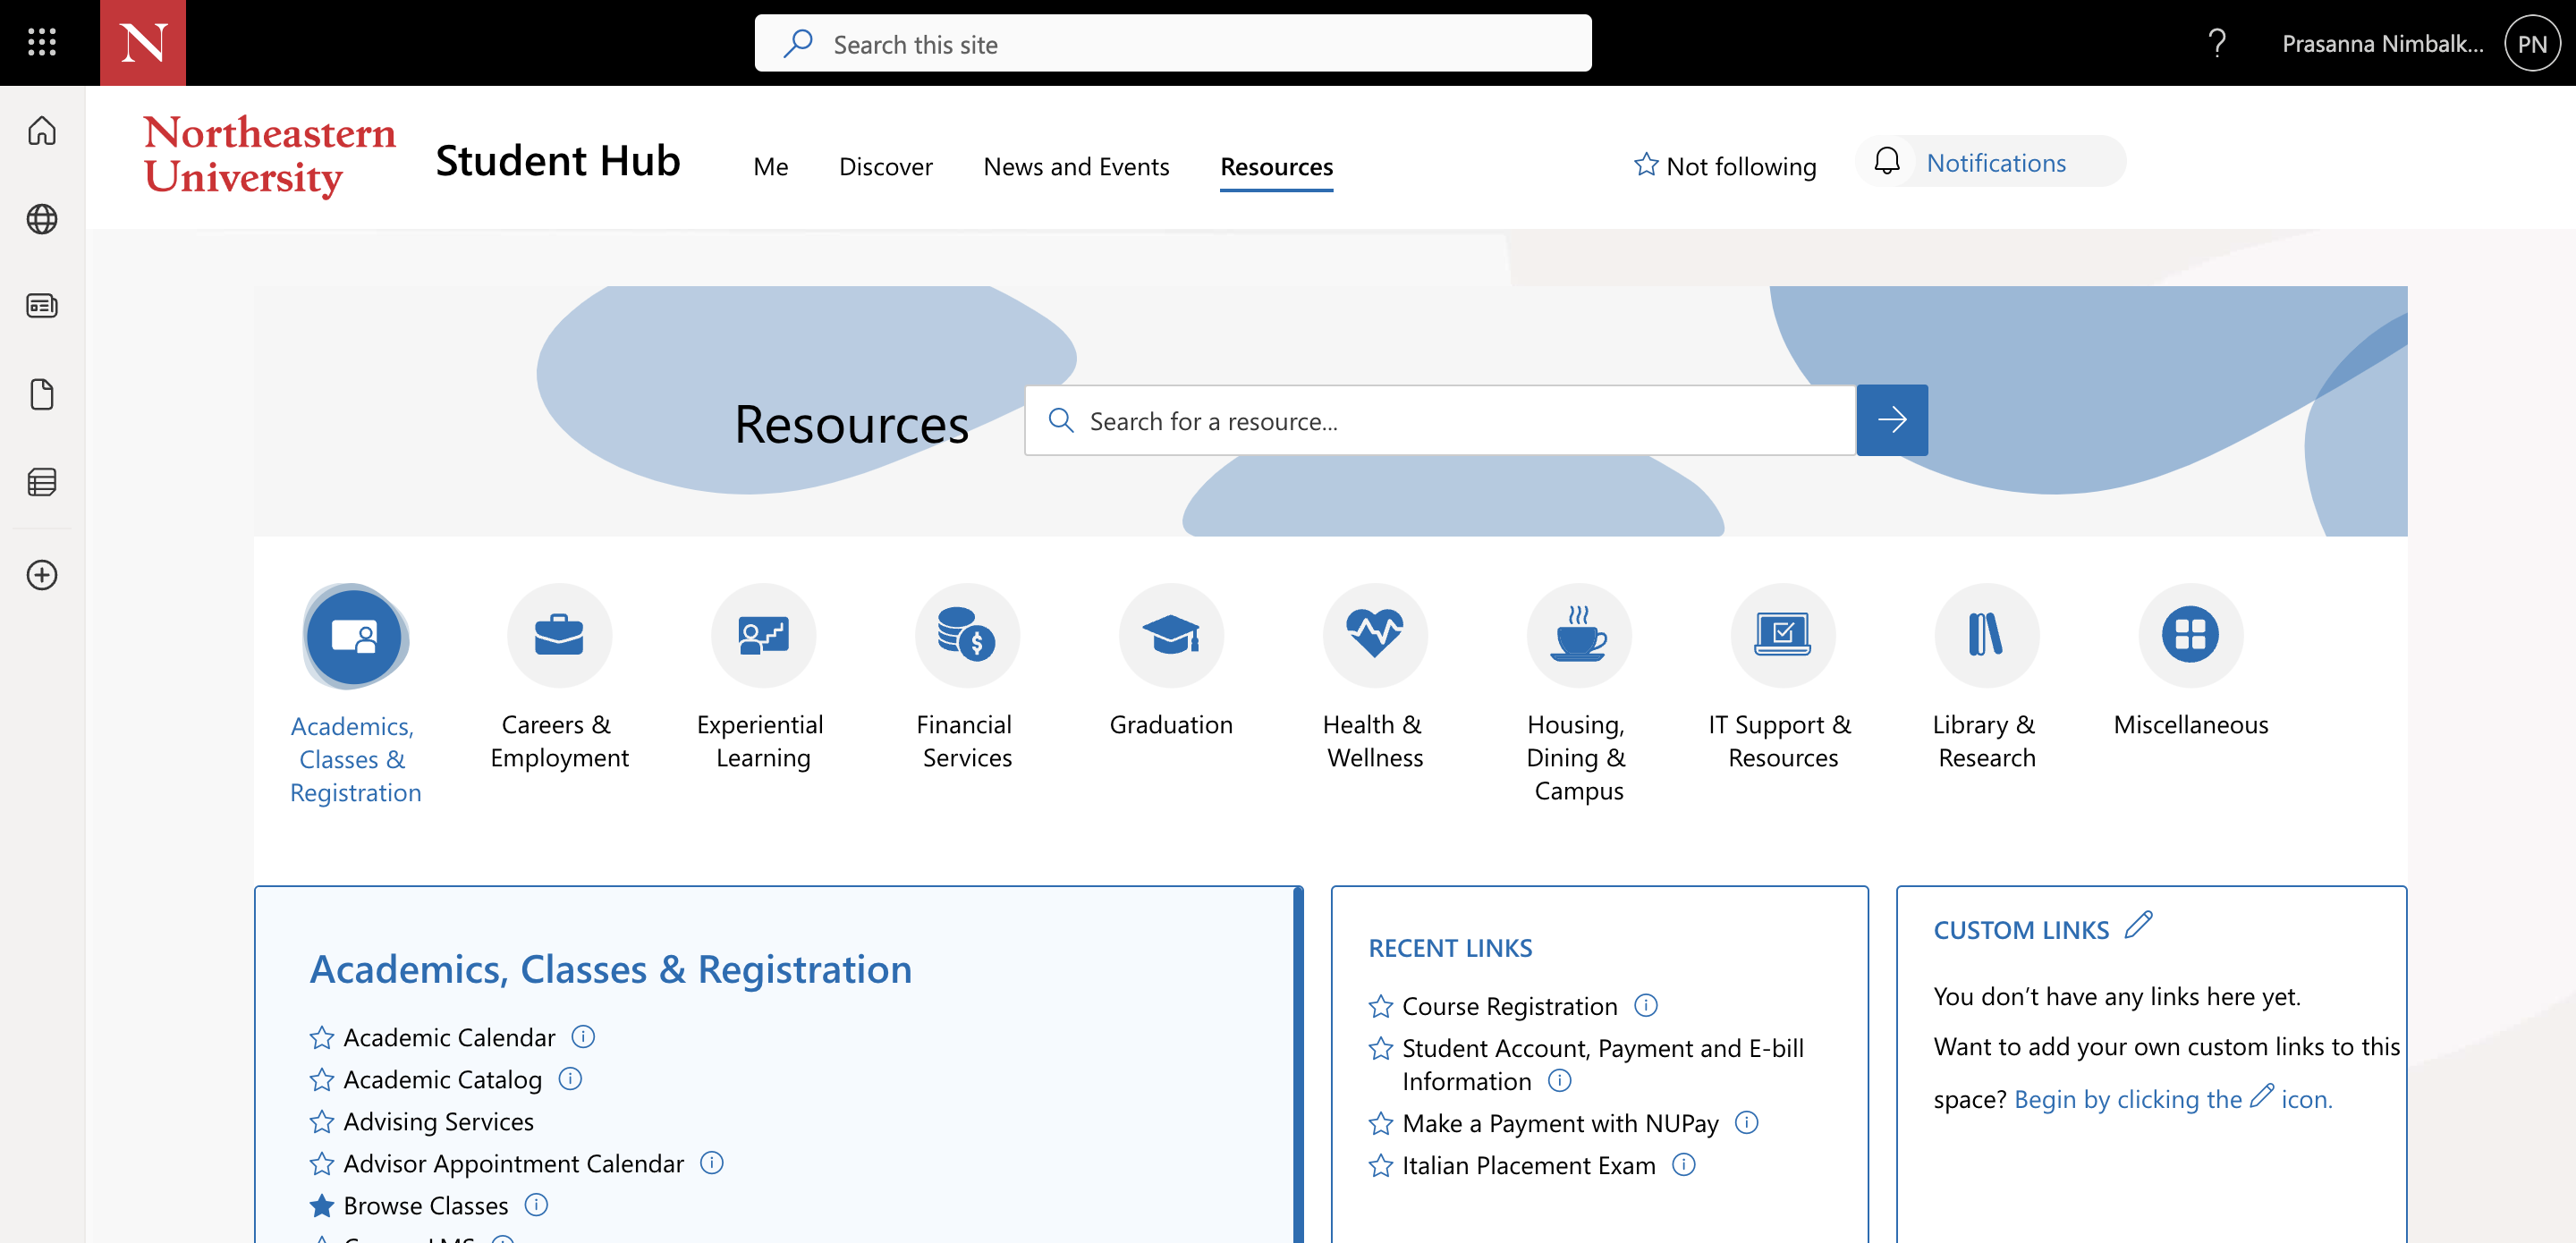 N
Search this site
?
Prasanna Nimbalk...
PN
Northeastern
University
Student Hub
Me
Discover
News and Events
Resources
Not following
Notifications
Resources
Search for a resource...
Academics,
Classes &
Registration
Careers &
Employment
Experiential
Learning
Financial
Services
Graduation
Health &
Wellness
Housing,
Dining &
Campus
IT Support &
Resources
Library &
Research
Miscellaneous
Academics, Classes & Registration
Academic Calendar
Academic Catalog
Advising Services
Advisor Appointment Calendar
Browse Classes
RECENT LINKS
Course Registration
Student Account, Payment and E-bill
Information
Make a Payment with NUPay
Italian Placement Exam
CUSTOM LINKS
You don’t have any links here yet.
Want to add your own custom links to this
space? Begin by clicking the icon.